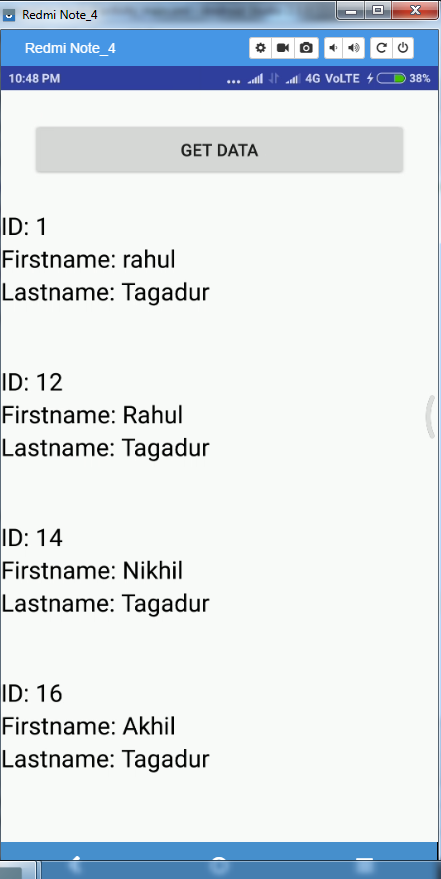 Redmi Note_4
Redmi Note_4
10:48 PM
4G VoLTE
38%
GET DATA
ID: 1
Firstname: rahul
Lastname: Tagadur
ID: 12
Firstname: Rahul
Lastname: Tagadur
ID: 14
Firstname: Nikhil
Lastname: Tagadur
ID: 16
Firstname: Akhil
Lastname: Tagadur